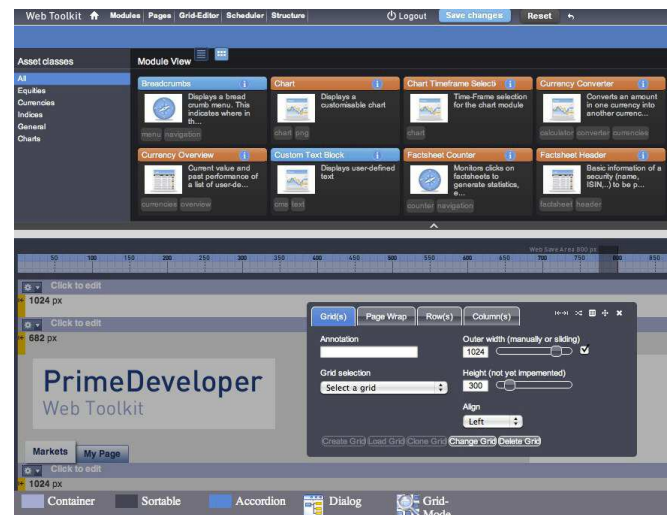 Web Toolkit Modules Pages Grid-Editor Scheduler Structure Logout Save changes Reset
Asset classes
Module View
All
Equities
Currencies
Indices
General
Charts
Breadcrumbs
Displays a bread
crumb menu. This
indicates where in
th...
menu navigation
Chart
Displays a
customisable chart
chart png
Chart Timeframe Selecti
Time-Frame selection
for the chart module
chart
Currency Converter
Converts an amount
in one currency into
another currenc...
calculator converter currencies
Currency Overview
Current value and
past performance of
a list of user-de...
currencies overview
Custom Text Block
Displays user-defined
text
cms text
Factsheet Counter
Monitors clicks on
factsheets to
generate statistics,
e...
counter navigation
Factsheet Header
Basic information of a
security (name,
ISIN,..) to be p...
factsheet header
Web Save Area 800 px
50 100 150 200 250 300 350 400 450 500 550 600 650 700 750 800 850
Click to edit
1024 px
Click to edit
682 px
PrimeDeveloper
Web Toolkit
Markets My Page
Click to edit
1024 px
Grid(s) Page Wrap Row(s) Column(s)
Annotation
Grid selection
Select a grid
Outer width (manually or sliding)
1024
Height (not yet impemented)
300
Align
Left
Create Grid Load Grid Clone Grid Change Grid Delete Grid
Container Sortable Accordion Dialog Grid-
Mode